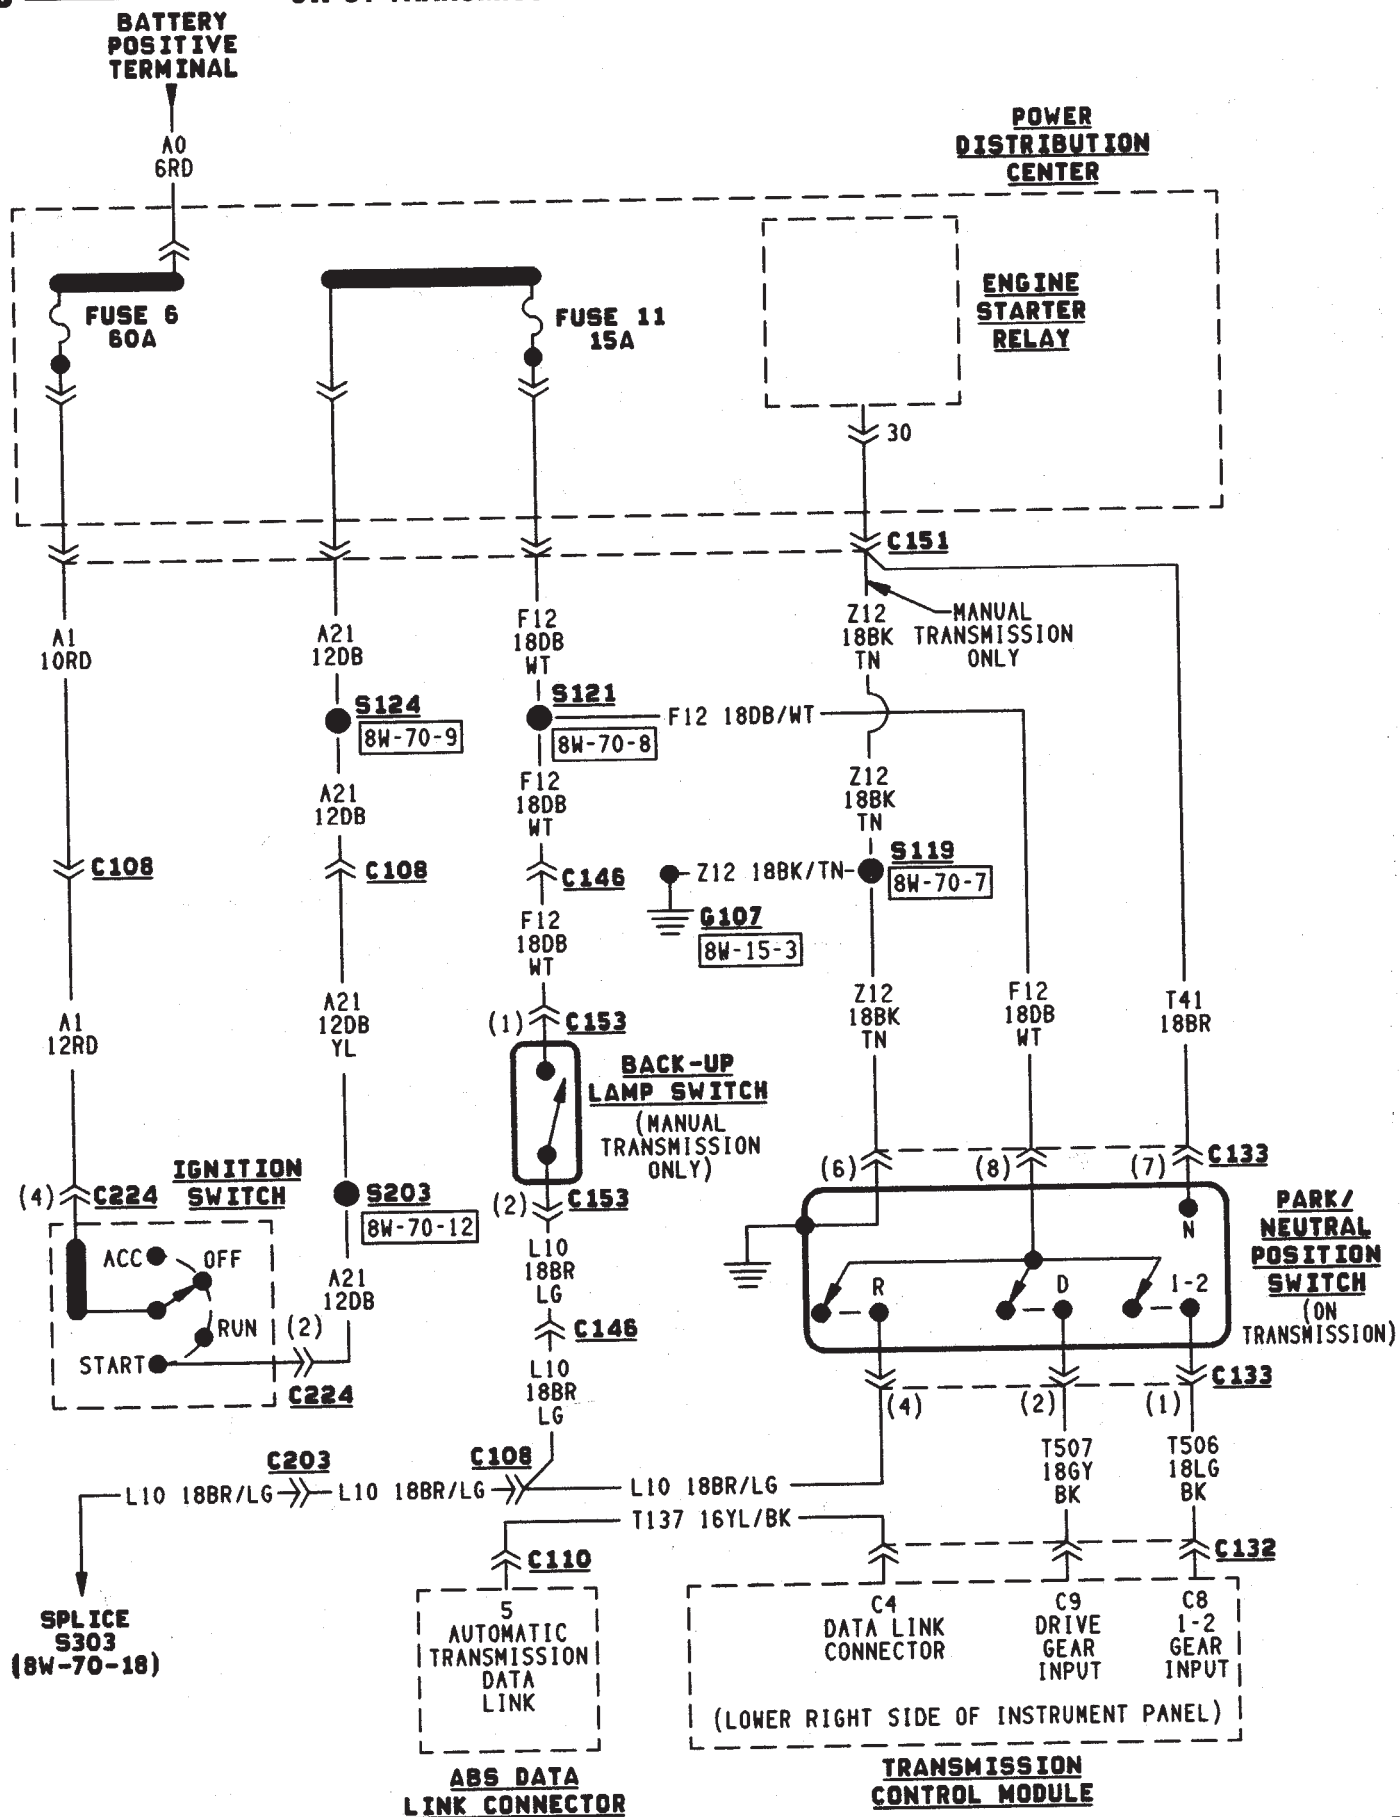 BATTERY
POSITIVE
TERMINAL
A0
6RD
POWER
DISTRIBUTION
CENTER
FUSE 6
60A
FUSE 11
15A
ENGINE
STARTER
RELAY
30
C151
A1
10RD
A21
12DB
F12
18DB
WT
Z12
18BK
TN
MANUAL
TRANSMISSION
ONLY
S124
8W-70-9
S121
8W-70-8
F12 18DB/WT
A21
12DB
F12
18DB
WT
Z12
18BK
TN
C108
C108
C146
Z12 18BK/TN
S119
8W-70-7
G107
8W-15-3
F12
18DB
WT
A1
12RD
A21
12DB
YL
(1)
C153
Z12
18BK
TN
F12
18DB
WT
T41
18BR
BACK-UP
LAMP SWITCH
(MANUAL
TRANSMISSION
ONLY)
(6)
(8)
(7)
C133
IGNITION
SWITCH
(4)
C224
S203
8W-70-12
(2)
C153
ACC
OFF
RUN
START
(2)
C224
A21
12DB
L10
18BR
LG
C146
L10
18BR
LG
N
R
D
1-2
PARK/
NEUTRAL
POSITION
SWITCH
(ON
TRANSMISSION)
C133
(4)
(2)
(1)
T507
18GY
BK
T506
18LG
BK
C203
C108
L10 18BR/LG
L10 18BR/LG
L10 18BR/LG
T137 16YL/BK
C110
C132
SPLICE
S303
(8W-70-18)
5
AUTOMATIC
TRANSMISSION
DATA
LINK
C4
DATA LINK
CONNECTOR
C9
DRIVE
GEAR
INPUT
C8
1-2
GEAR
INPUT
(LOWER RIGHT SIDE OF INSTRUMENT PANEL)
ABS DATA
LINK CONNECTOR
TRANSMISSION
CONTROL MODULE